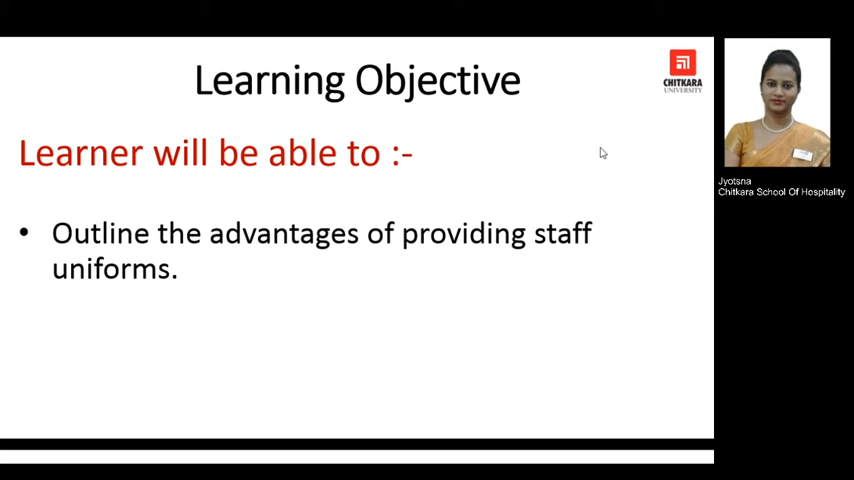 Learning Objective
CHITKARA
UNIVERSITY
Learner will be able to :-
• Outline the advantages of providing staff
uniforms.
Jyotsna
Chitkara School Of Hospitality